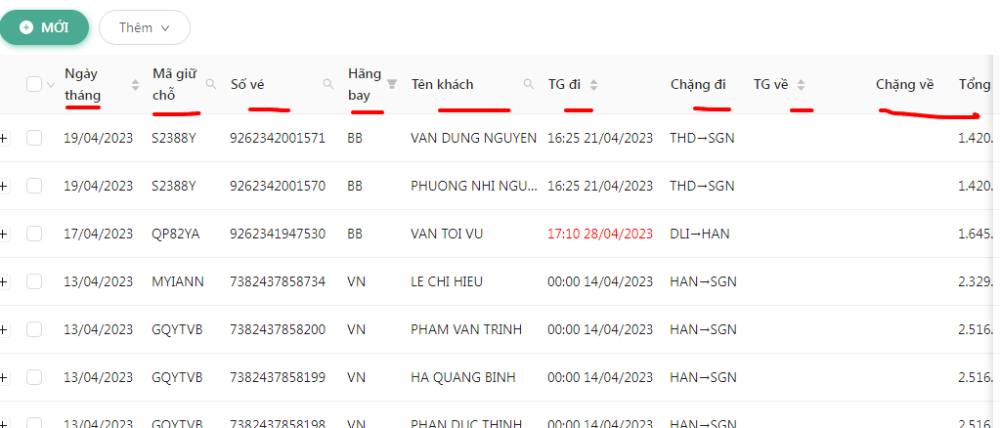 MỚI Thêm
Ngày tháng Mã giữ chỗ Số vé Hãng bay Tên khách TG đi Chặng đi TG về Chặng về Tổng
19/04/2023 S2388Y 9262342001571 BB VAN DUNG NGUYEN 16:25 21/04/2023 THD→SGN 1.420.
19/04/2023 S2388Y 9262342001570 BB PHUONG NHI NGU... 16:25 21/04/2023 THD→SGN 1.420.
17/04/2023 QP82YA 9262341947530 BB VAN TOI VU 17:10 28/04/2023 DLI→HAN 1.645.
13/04/2023 MYIANN 7382437858734 VN LE CHI HIEU 00:00 14/04/2023 HAN→SGN 2.329.
13/04/2023 GQYTVB 7382437858200 VN PHAM VAN TRINH 00:00 14/04/2023 HAN→SGN 2.516.
13/04/2023 GQYTVB 7382437858199 VN HA QUANG BINH 00:00 14/04/2023 HAN→SGN 2.516.
13/04/2023 GQYTVB 7382437858198 VN PHAN DUC THINH 00:00 14/04/2023 HAN→SGN 2.516.